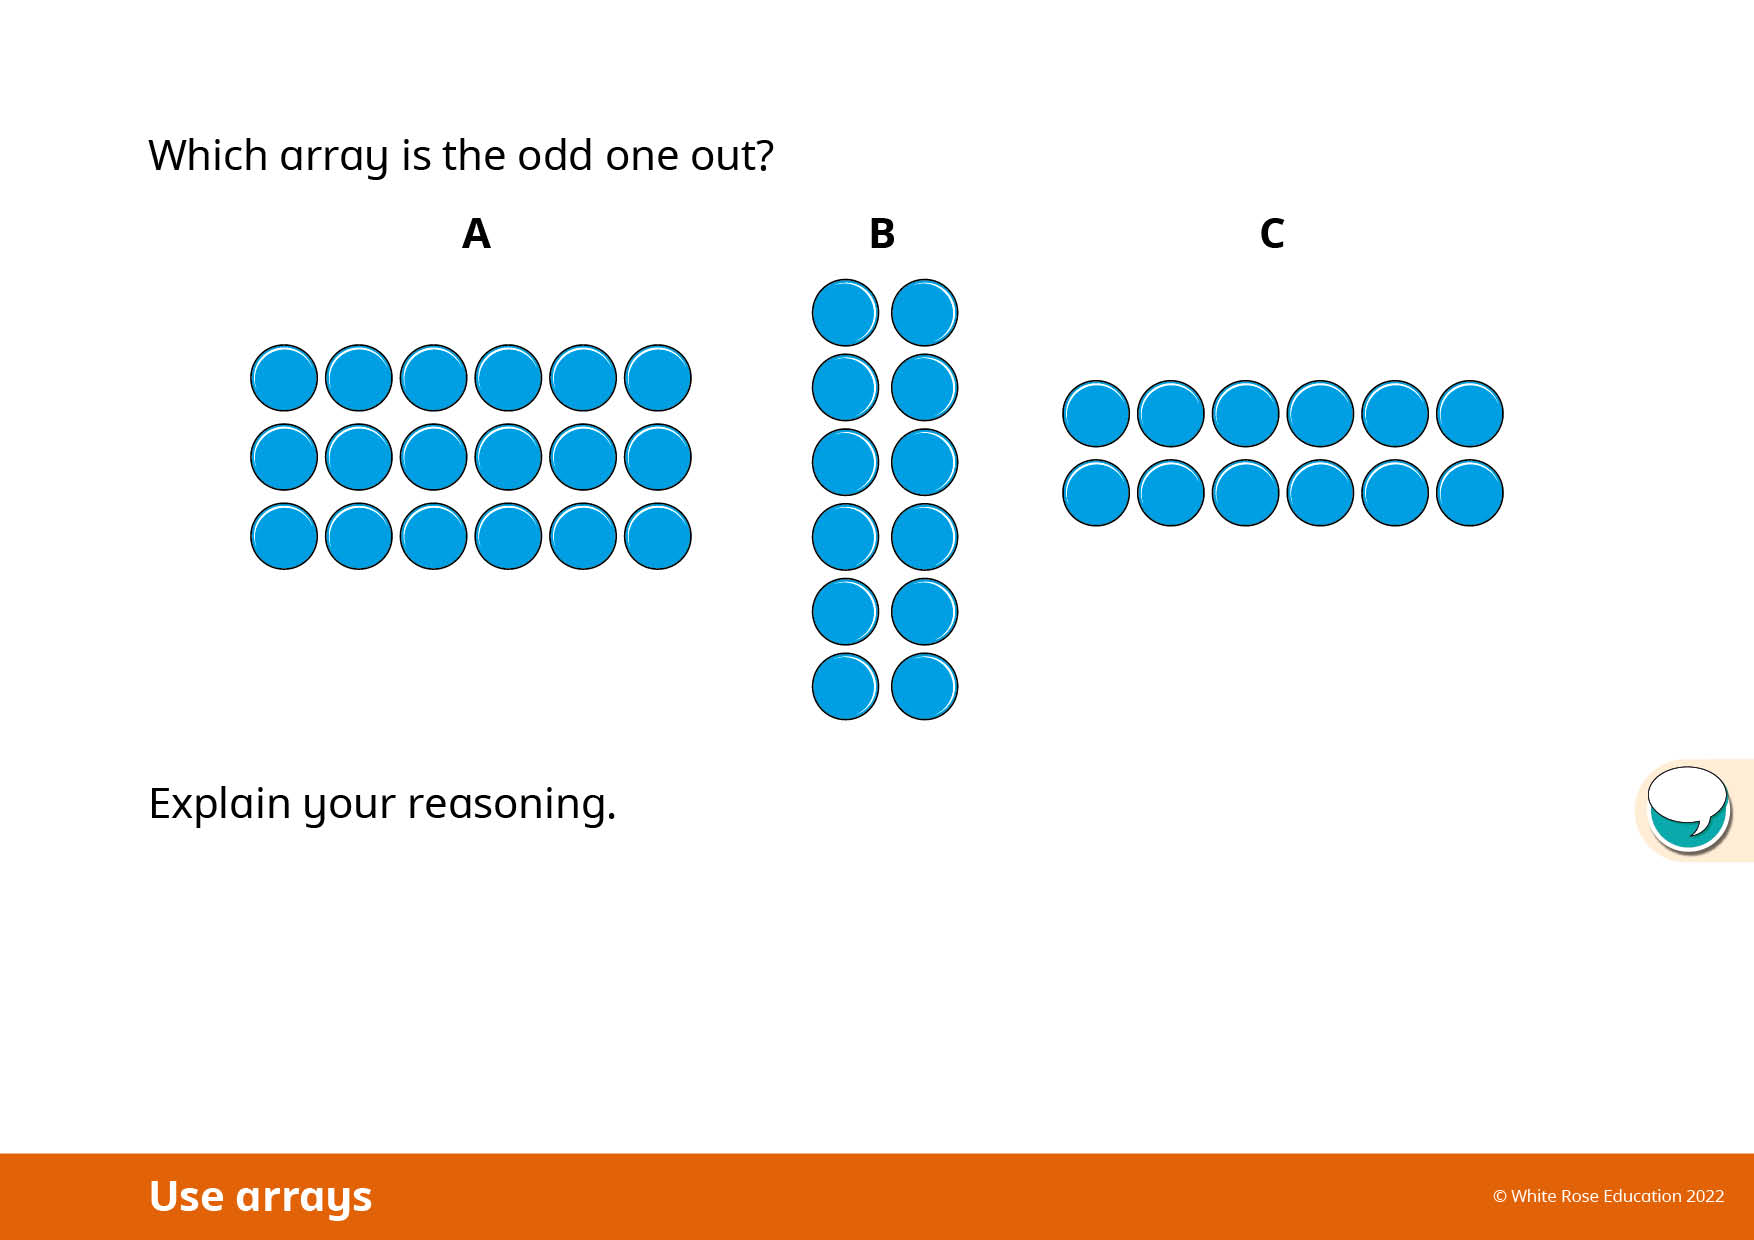 Which array is the odd one out?
A B C
Explain your reasoning.
Use arrays
© White Rose Education 2022